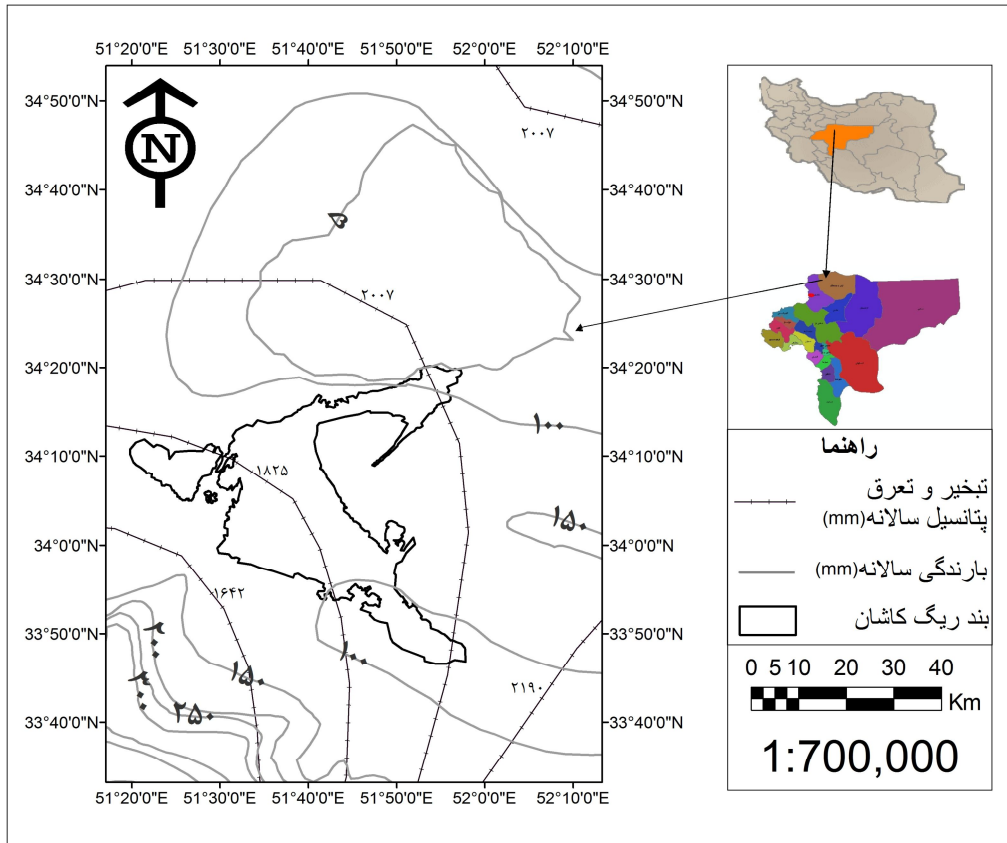 51°20'0"E 51°30'0"E 51°40'0"E 51°50'0"E 52°0'0"E 52°10'0"E
34°50'0"N 34°50'0"N
N
۲۰۰۷
34°40'0"N 34°40'0"N
34°30'0"N 34°30'0"N
۲۰۰۷
34°20'0"N 34°20'0"N
۱۰۰
34°10'0"N 34°10'0"N
۱۸۲۵
۱۵۰
34°0'0"N 34°0'0"N
۱۶۴۲
33°50'0"N 33°50'0"N
۲۰۰
۱۰۰
۱۵۰
۳۰۰
۲۵۰
۲۱۹۰
33°40'0"N 33°40'0"N
51°20'0"E 51°30'0"E 51°40'0"E 51°50'0"E 52°0'0"E 52°10'0"E
راهنما
تبخیر و تعرق
پتانسیل سالانه(mm)
بارندگی سالانه(mm)
بند ریگ کاشان
0 5 10 20 30 40
Km
1:700,000